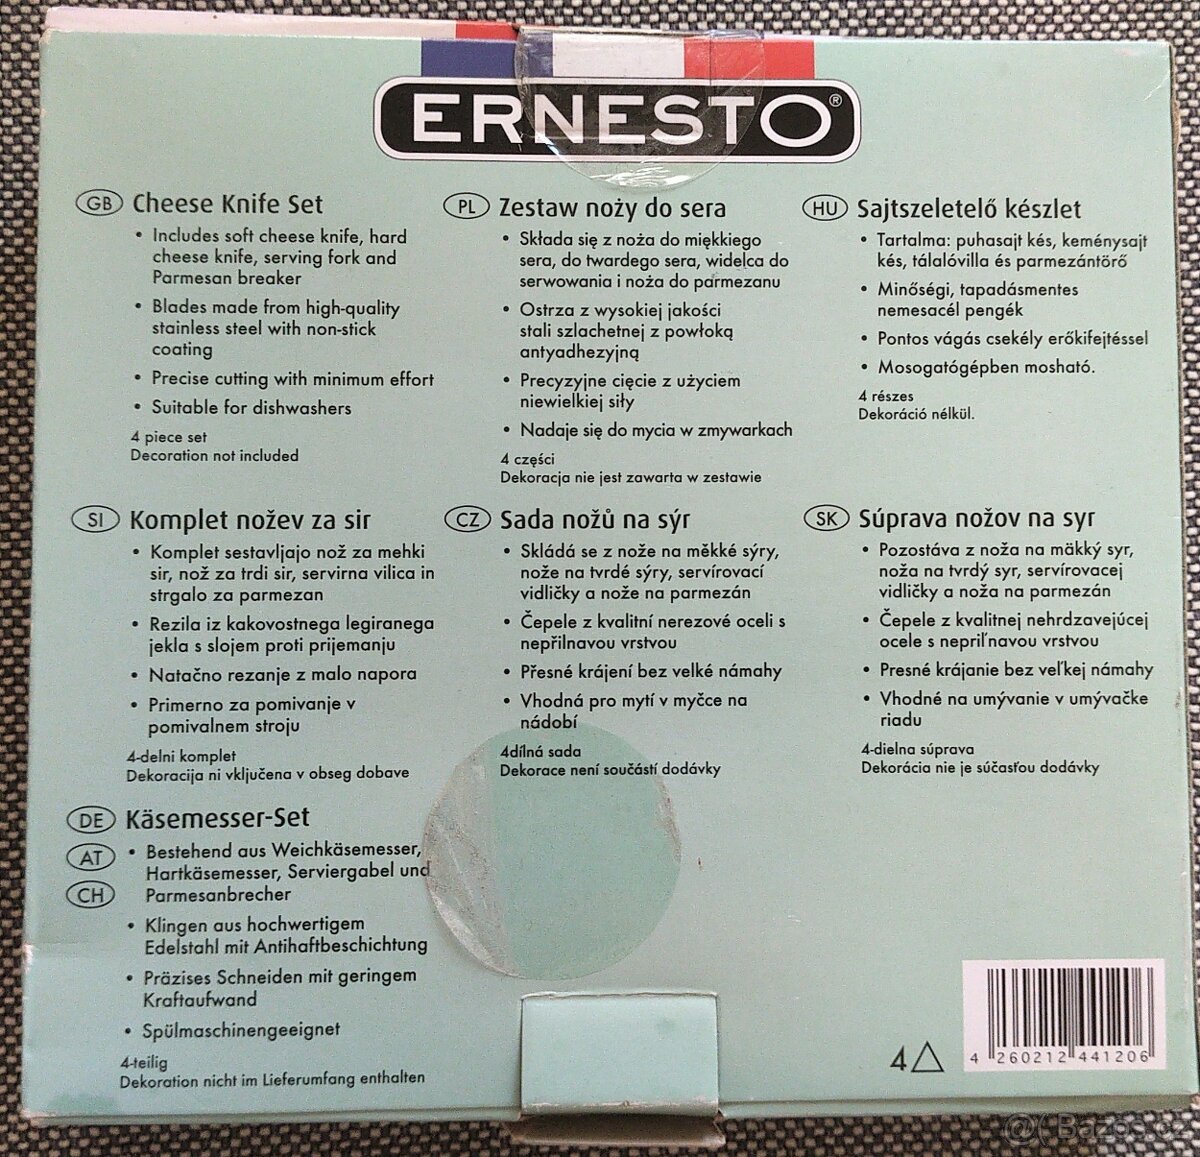 ERNESTO®
GB Cheese Knife Set
• Includes soft cheese knife, hard
cheese knife, serving fork and
Parmesan breaker
• Blades made from high-quality
stainless steel with non-stick
coating
• Precise cutting with minimum effort
• Suitable for dishwashers
4 piece set
Decoration not included
PL Zestaw noży do sera
• Składa się z noża do miękkiego
sera, do twardego sera, widelca do
serwowania i noża do parmezanu
• Ostrza z wysokiej jakości
stali szlachetnej z powłoką
antyadhezyjną
• Precyzyjne cięcie z użyciem
niewielkiej siły
• Nadaje się do mycia w zmywarkach
4 części
Dekoracja nie jest zawarta w zestawie
HU Sajtszeletelő készlet
• Tartalma: puhasajt kés, keménysajt
kés, tálalóvilla és parmezántörő
• Minőségi, tapadásmentes
nemesacél pengék
• Pontos vágás csekély erőkifejtéssel
• Mosogatógépben mosható.
4 részes
Dekoráció nélkül.
SI Komplet nožev za sir
• Komplet sestavljajo nož za mehki
sir, nož za trdi sir, servirna vilica in
strgalo za parmezan
• Rezila iz kakovostnega legiranega
jekla s slojem proti prijemanju
• Natačno rezanje z malo napora
• Primerno za pomivanje v
pomivalnem stroju
4-delni komplet
Dekoracija ni vključena v obseg dobave
CZ Sada nožů na sýr
• Skládá se z nože na měkké sýry,
nože na tvrdé sýry, servírovací
vidličky a nože na parmezán
• Čepele z kvalitní nerezové oceli s
nepřilnavou vrstvou
• Přesné krájení bez velké námahy
• Vhodná pro mytí v myčce na
nádobí
4dílná sada
Dekorace není součástí dodávky
SK Súprava nožov na syr
• Pozostáva z noža na mäkký syr,
noža na tvrdý syr, servírovacej
vidličky a noža na parmezán
• Čepele z kvalitnej nehrdzavejúcej
ocele s nepriľnavou vrstvou
• Presné krájanie bez veľkej námahy
• Vhodné na umývanie v umývačke
riadu
4-dielna súprava
Dekorácia nie je súčasťou dodávky
DE AT CH Käsemesser-Set
• Bestehend aus Weichkäsemesser,
Hartkäsemesser, Serviergabel und
Parmesanbrecher
• Klingen aus hochwertigem
Edelstahl mit Antihaftbeschichtung
• Präzises Schneiden mit geringem
Kraftaufwand
• Spülmaschinengeeignet
4-teilig
Dekoration nicht im Lieferumfang enthalten
4
4 260212 441206
Bazos.cz